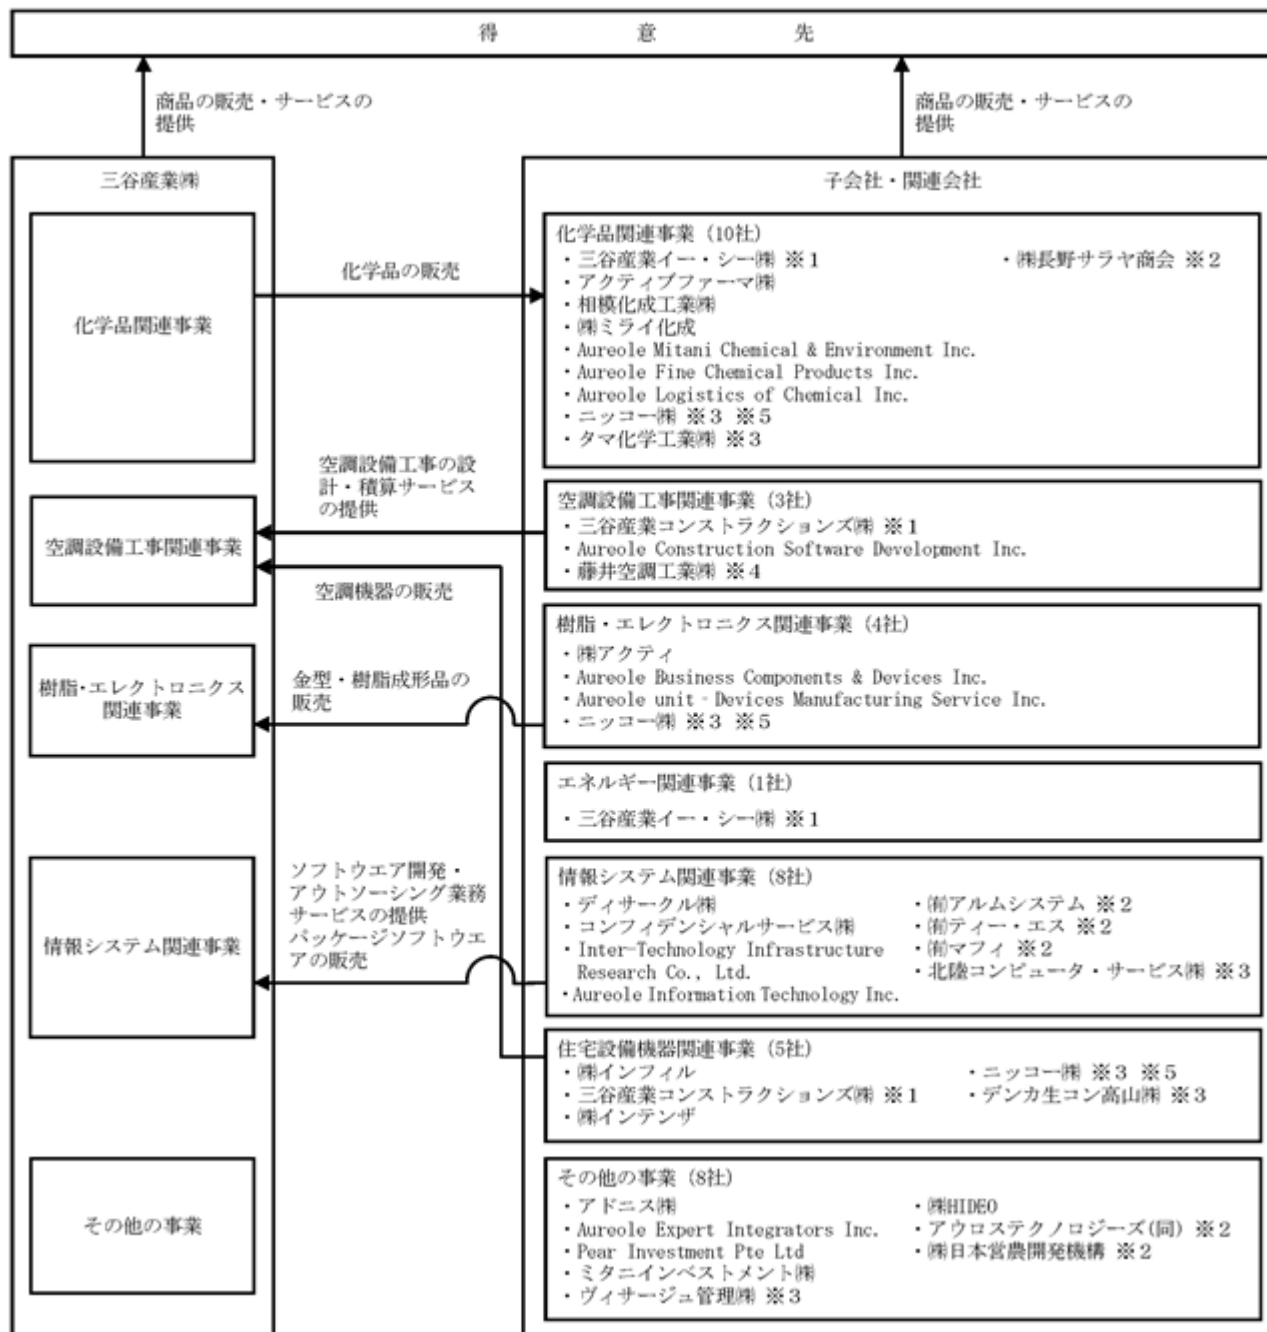 得意先
商品の販売・サービスの
提供
商品の販売・サービスの
提供
三谷産業㈱
子会社・関連会社
化学品関連事業
化学品の販売
化学品関連事業 (10社)
・三谷産業イー・シー㈱ ※1
・㈱長野サラヤ商会 ※2
・アクティブファーマ㈱
・相模化成工業㈱
・㈱ミライ化成
・Aureole Mitani Chemical & Environment Inc.
・Aureole Fine Chemical Products Inc.
・Aureole Logistics of Chemical Inc.
・ニッコー㈱ ※3 ※5
・タマ化学工業㈱ ※3
空調設備工事関連事業
空調設備工事の設
計・積算サービス
の提供
空調機器の販売
空調設備工事関連事業 (3社)
・三谷産業コンストラクションズ㈱ ※1
・Aureole Construction Software Development Inc.
・藤井空調工業㈱ ※4
樹脂・エレクトロニクス
関連事業
金型・樹脂成形品の
販売
樹脂・エレクトロニクス関連事業 (4社)
・㈱アクティ
・Aureole Business Components & Devices Inc.
・Aureole unit‐Devices Manufacturing Service Inc.
・ニッコー㈱ ※3 ※5
エネルギー関連事業 (1社)
・三谷産業イー・シー㈱ ※1
情報システム関連事業
ソフトウエア開発・
アウトソーシング業務
サービスの提供
パッケージソフトウエ
アの販売
情報システム関連事業 (8社)
・ディサークル㈱
・コンフィデンシャルサービス㈱
・Inter-Technology Infrastructure
Research Co., Ltd.
・Aureole Information Technology Inc.
・㈲アルムシステム ※2
・㈲ティー・エス ※2
・㈲マフィ ※2
・北陸コンピュータ・サービス㈱ ※3
住宅設備機器関連事業 (5社)
・㈱インフィル
・三谷産業コンストラクションズ㈱ ※1
・㈱インテンザ
・ニッコー㈱ ※3 ※5
・デンカ生コン高山㈱ ※3
その他の事業
その他の事業 (8社)
・アドニス㈱
・Aureole Expert Integrators Inc.
・Pear Investment Pte Ltd
・ミタニインベストメント㈱
・ヴィサージュ管理㈱ ※3
・㈱HIDEO
・アウロステクノロジーズ(同) ※2
・㈱日本営農開発機構 ※2